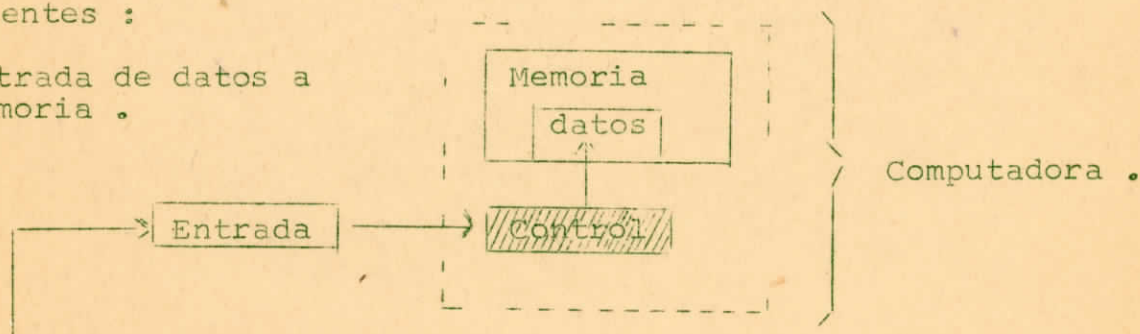 entes :
trada de datos a
moria .
Memoria
datos
Computadora .
Entrada
Control